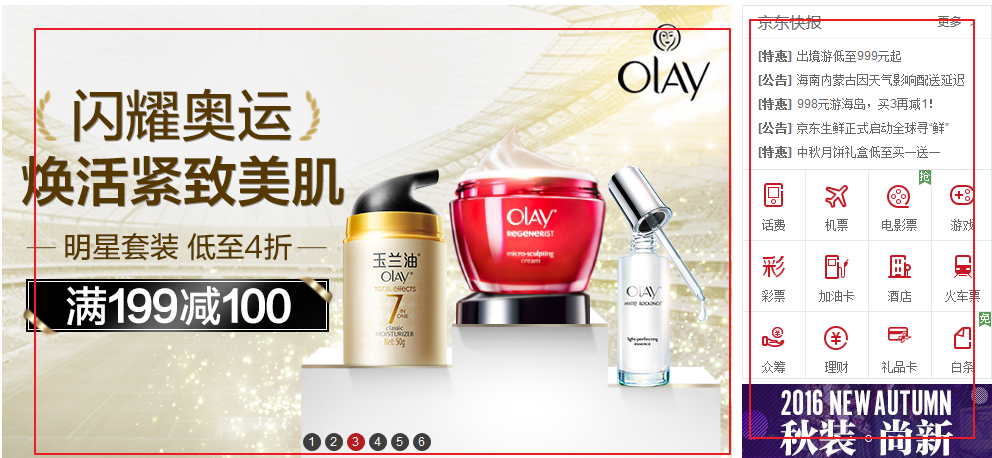 OLAY
闪耀奥运
焕活紧致美肌
明星套装 低至4折
满199减100
玉兰油
OLAY
TOTAL effects
7 IN ONE
classic
MOISTURIZER
Net 50g
OLAY
REGENERIST
micro-sculpting
cream
OLAY
WHITE RADIANCE
light-perfecting
essence
1 2 3 4 5 6
京东快报 更多 >
[特惠] 出境游低至999元起
[公告] 海南内蒙古因天气影响配送延迟
[特惠] 998元游海岛，买3再减1!
[公告] 京东生鲜正式启动全球寻“鲜”
[特惠] 中秋月饼礼盒低至买一送一
抢
话费 机票 电影票 游戏
彩
彩票 加油卡 酒店 火车票
免
众筹 理财 礼品卡 白条
2016 NEW AUTUMN
秋装 尚新